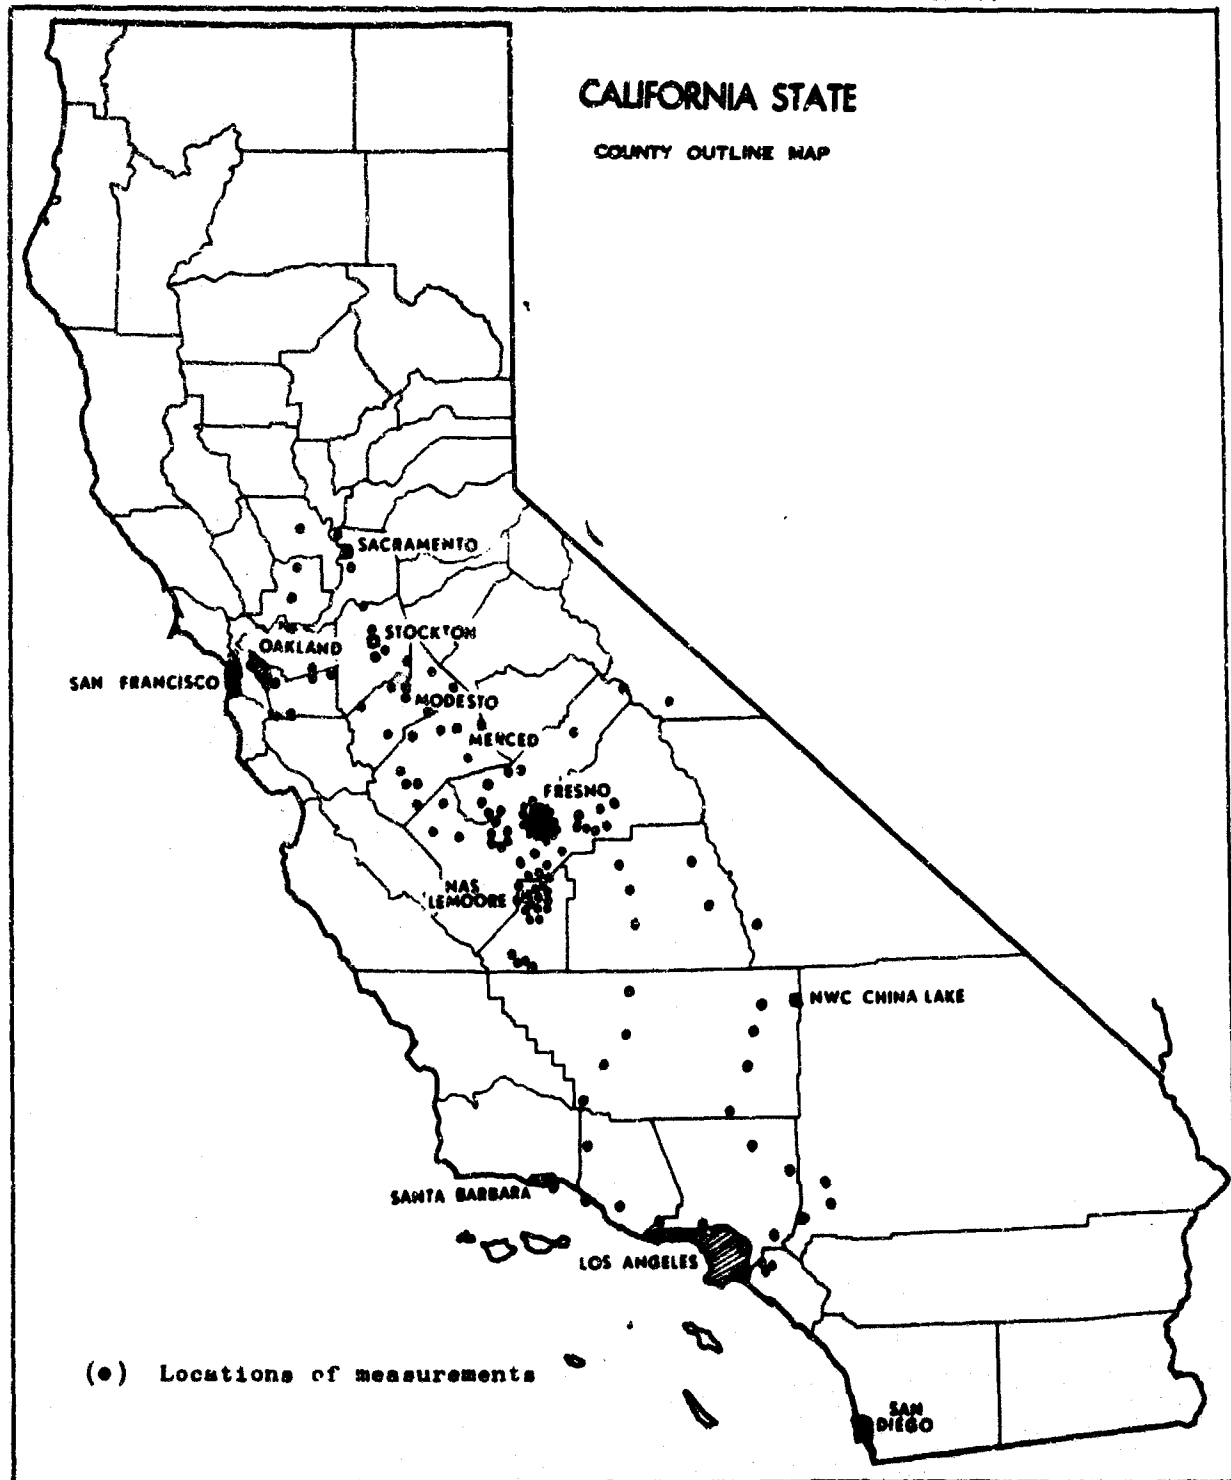 CALIFORNIA STATE
COUNTY OUTLINE MAP
SACRAMENTO
STOCKTON
OAKLAND
SAN FRANCISCO
MODESTO
MERCED
FRESNO
NAS
LEMOORE
NWC CHINA LAKE
SANTA BARBARA
LOS ANGELES
(●) Locations of measurements
SAN
DIEGO